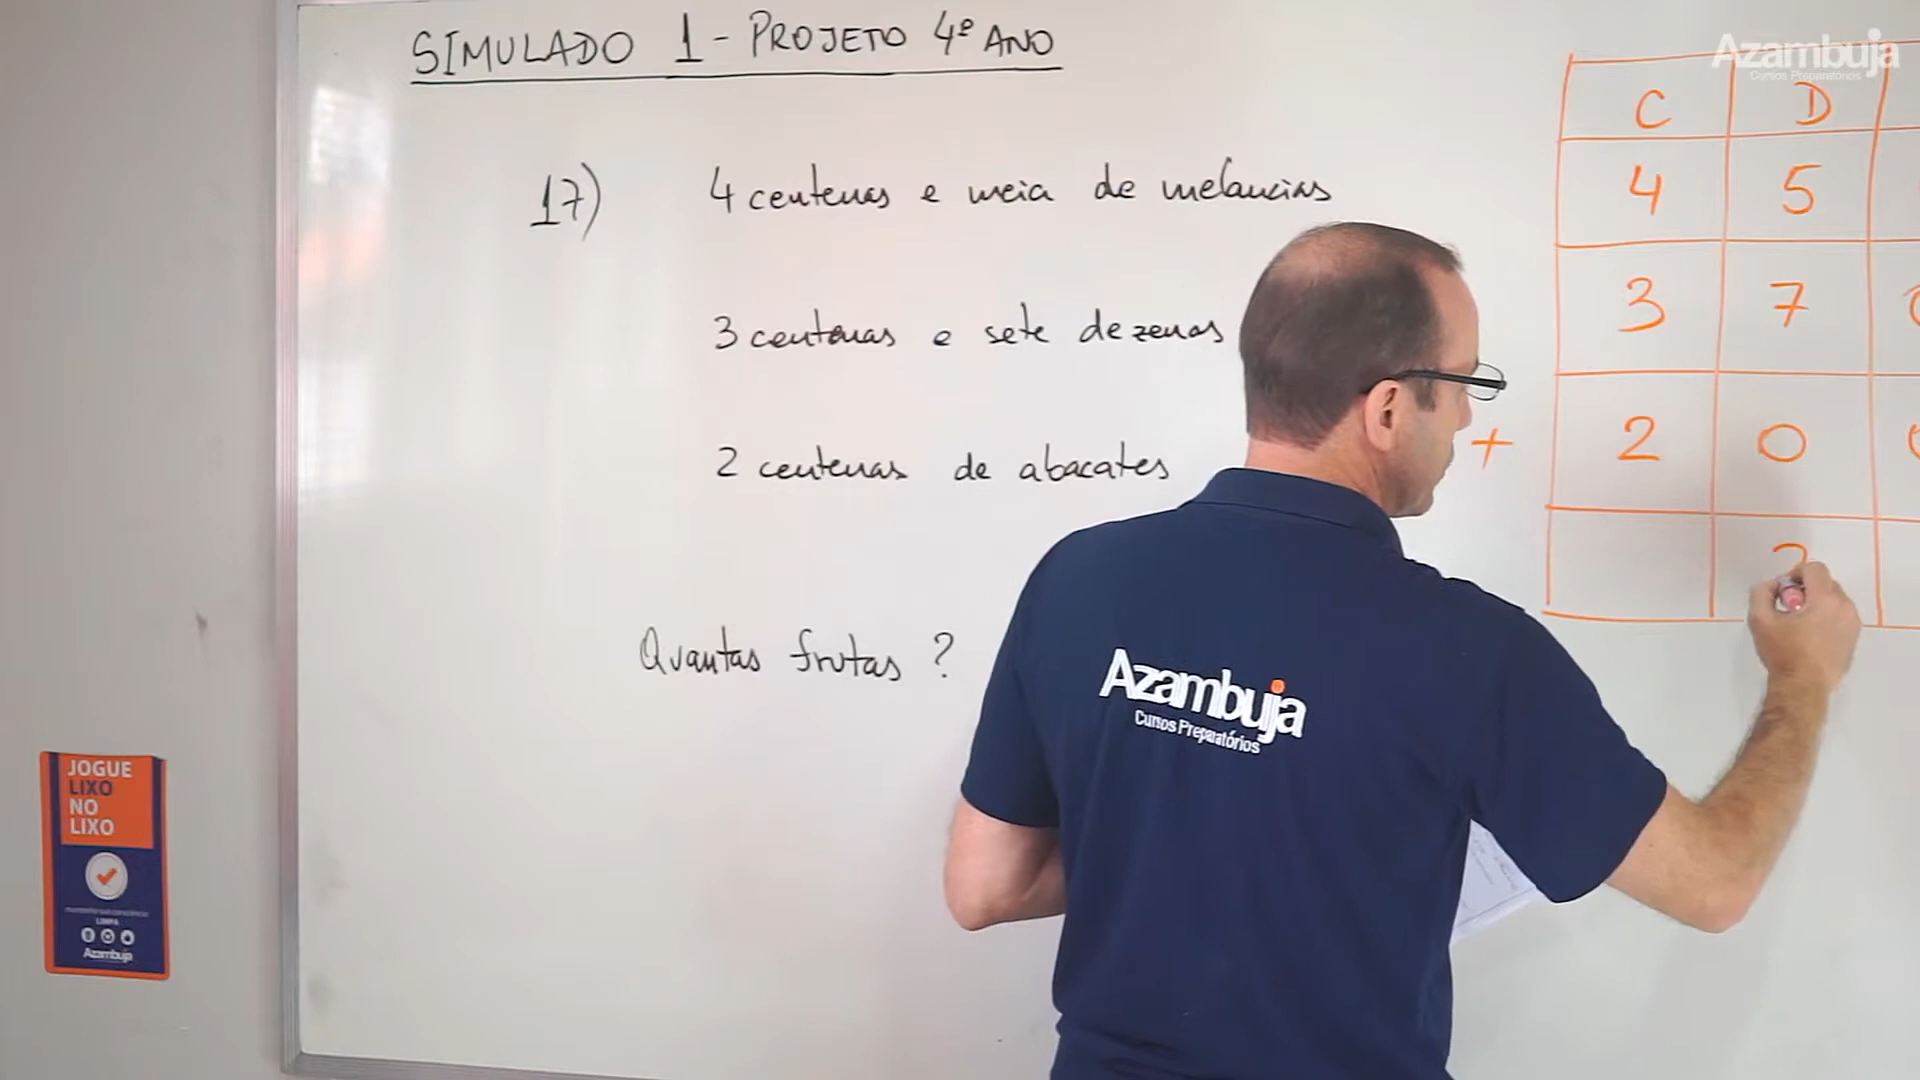 SIMULADO 1 - PROJETO 4º ANO
17)
4 centenas e meia de melancias
3 centenas e sete dezenas
2 centenas de abacates
Quantas frutas ?
C D
4 5
3 7
+ 2 0
Azambuja
Cursos Preparatórios
Azambuja
Cursos Preparatórios
JOGUE
LIXO
NO
LIXO
LIMPA
Azambuja